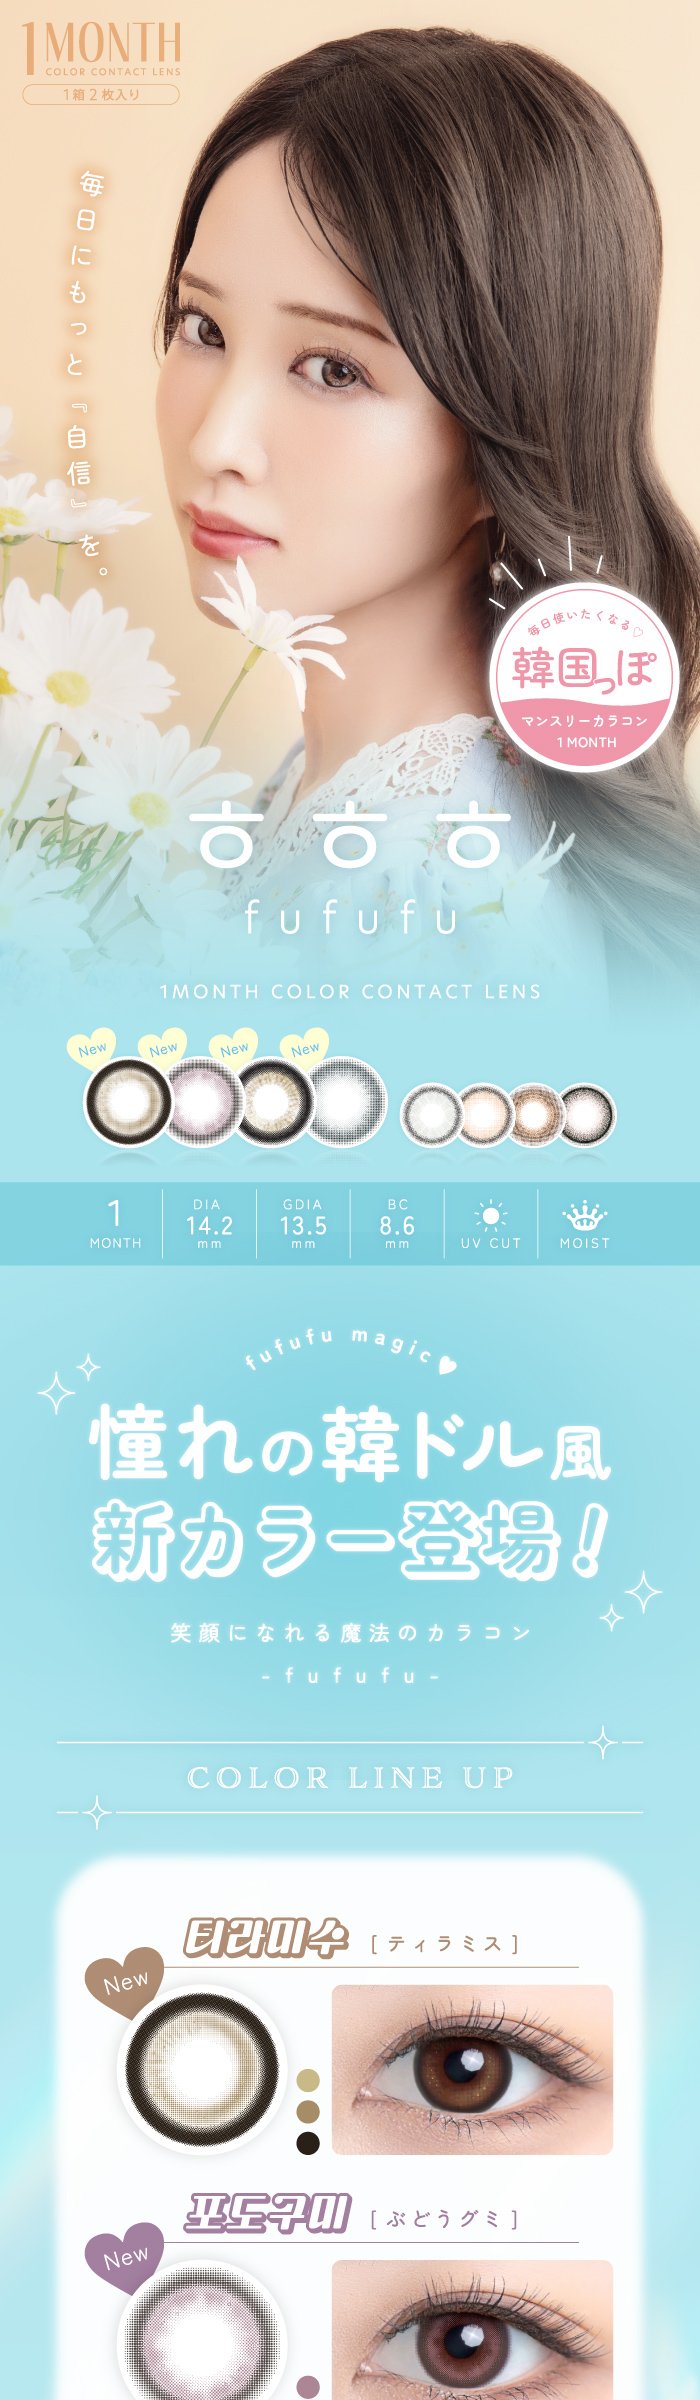 1MONTH
COLOR CONTACT LENS
1箱2枚入り
毎日にもっと『自信』を。
毎日使いたくなる♡
韓国っぽ
マンスリーカラコン
1 MONTH
ㅎㅎㅎ
fufufu
1MONTH COLOR CONTACT LENS
New New New New
1
MONTH
DIA
14.2
mm
GDIA
13.5
mm
BC
8.6
mm
UV CUT
MOIST
fufufu magic♥
憧れの韓ドル風
新カラー登場!
笑顔になれる魔法のカラコン
-fufufu-
COLOR LINE UP
티라미수 [ティラミス]
New
포도구미 [ぶどうグミ]
New